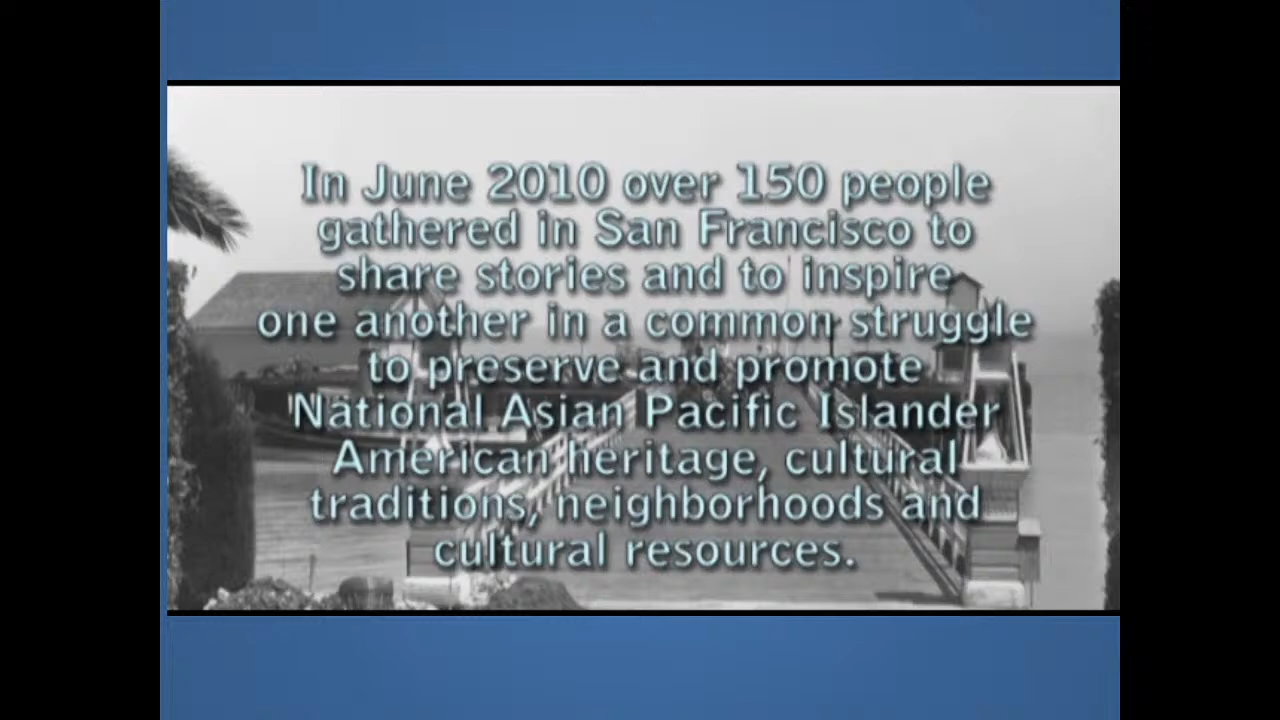 In June 2010 over 150 people
gathered in San Francisco to
share stories and to inspire
one another in a common struggle
to preserve and promote
National Asian Pacific Islander
American heritage, cultural
traditions, neighborhoods and
cultural resources.